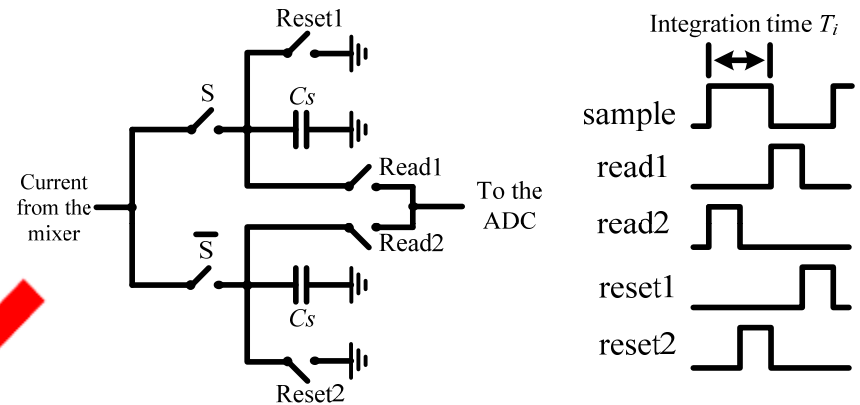 Reset1
S
Cs
Read1
Current
from the
mixer
To the
ADC
S̅
Read2
Cs
Reset2
Integration time Ti
sample
read1
read2
reset1
reset2